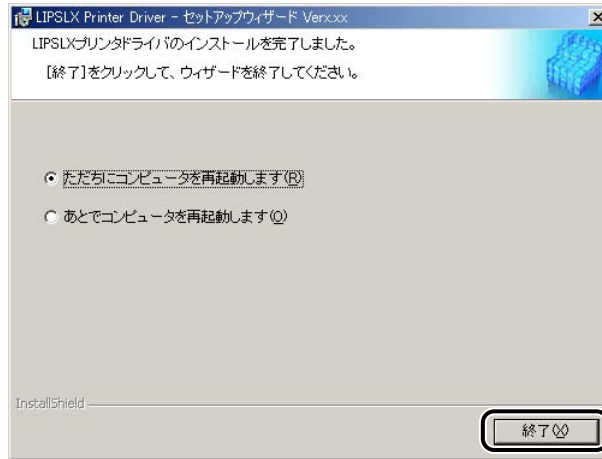 LIPSLX Printer Driver - セットアップウィザード Verx.xx
LIPSLXプリンタドライバのインストールを完了しました。
［終了］をクリックして、ウィザードを終了してください。
ただちにコンピュータを再起動します(R)
あとでコンピュータを再起動します(O)
InstallShield
終了(X)